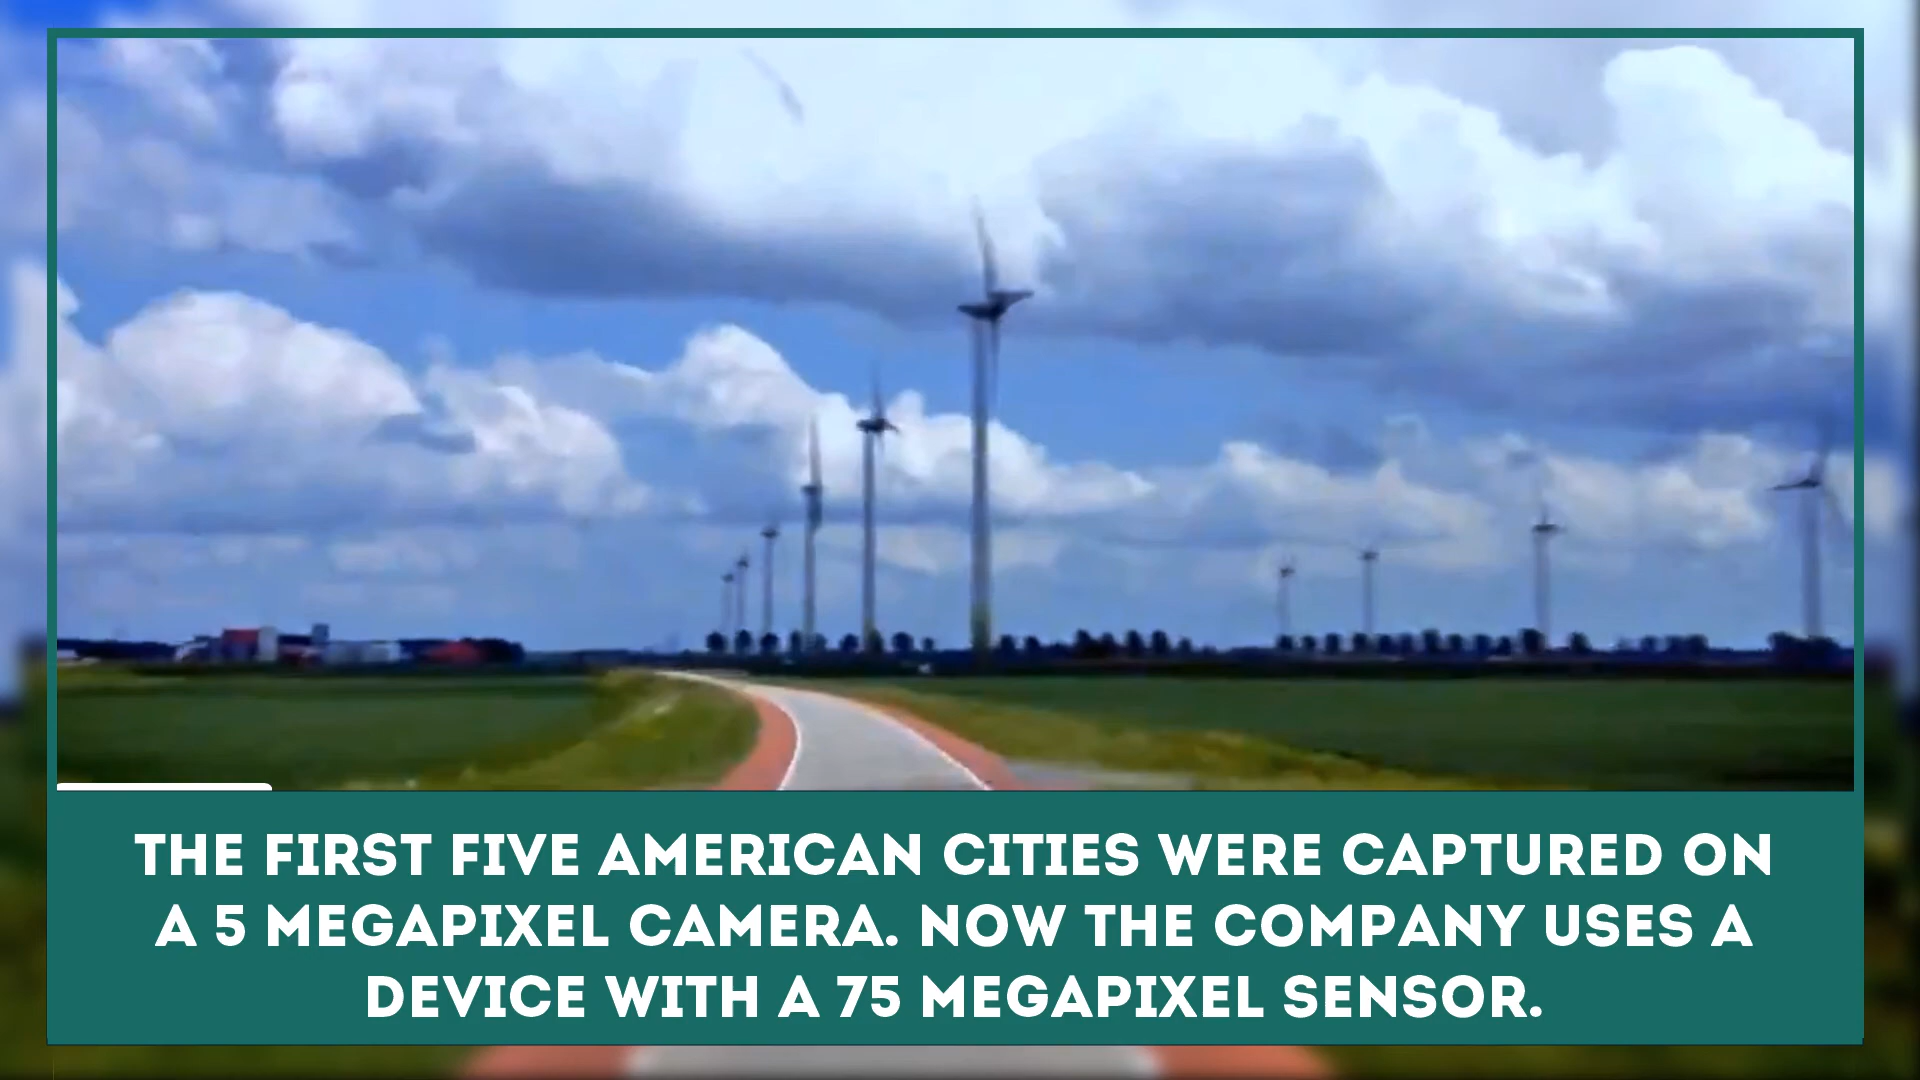 THE FIRST FIVE AMERICAN CITIES WERE CAPTURED ON
A 5 MEGAPIXEL CAMERA. NOW THE COMPANY USES A
DEVICE WITH A 75 MEGAPIXEL SENSOR.